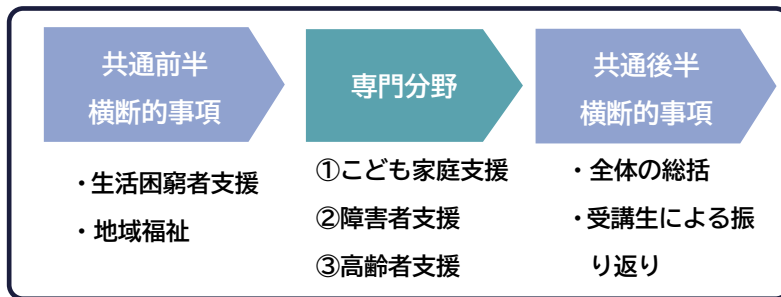 共通前半
横断的事項
・生活困窮者支援
・地域福祉
専門分野
①こども家庭支援
②障害者支援
③高齢者支援
共通後半
横断的事項
・全体の総括
・受講生による振
り返り